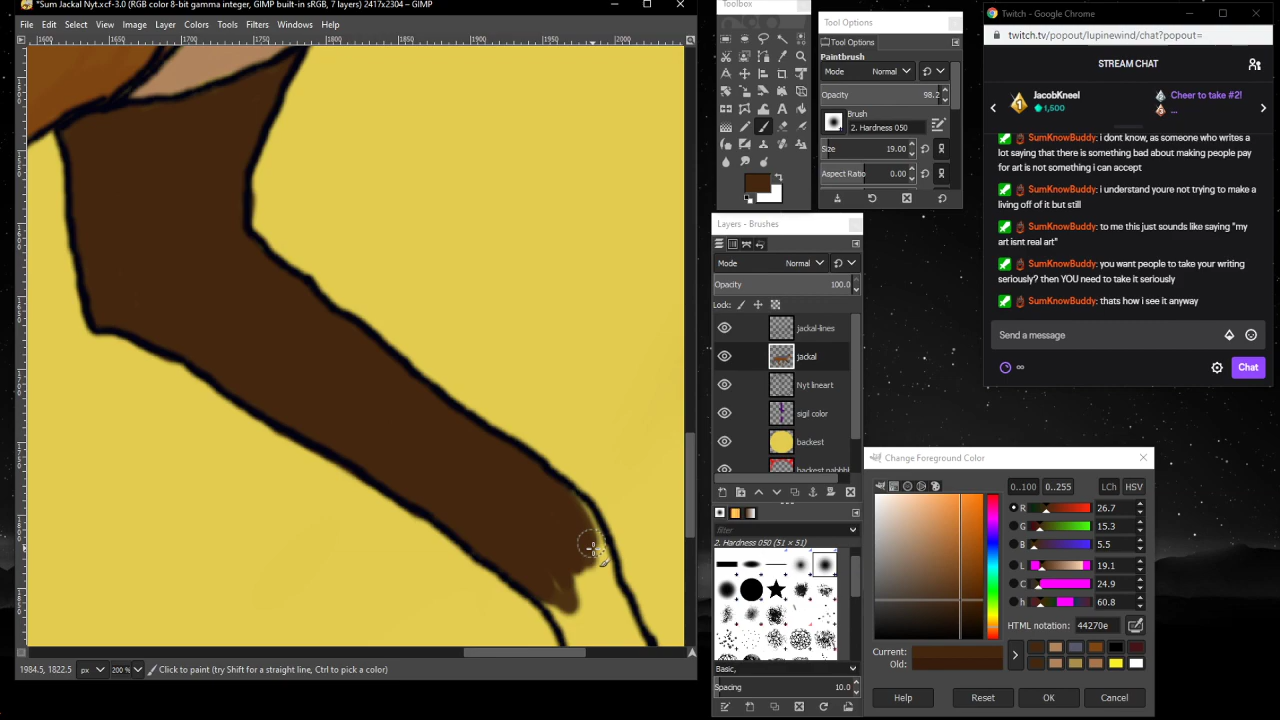 *Sum Jackal Nyt.xcf-3.0 (RGB color 8-bit gamma integer, GIMP built-in sRGB, 7 layers) 2417x2304 – GIMP
File Edit Select View Image Layer Colors Tools Filters Windows Help
1600 1650 1700 1750 1800 1850 1900 1950 2000
200 %
1984.5, 1822.5 px 200 % Click to paint (try Shift for a straight line, Ctrl to pick a color)
Toolbox
Tool Options
Tool Options
Paintbrush
Mode Normal
Opacity 98.2
Brush
2. Hardness 050
Size 19.00
Aspect Ratio 0.00
Layers - Brushes
Mode Normal
Opacity 100.0
Lock:
jackal-lines
jackal
Nyt lineart
sigil color
backest
filter
2. Hardness 050 (51 × 51)
Basic,
Spacing 10.0
Twitch - Google Chrome
twitch.tv/popout/lupinewind/chat?popout=
STREAM CHAT
JacobKneel
1,500
Cheer to take #2!
...
SumKnowBuddy: i dont know, as someone who writes a
lot saying that there is something bad about making people pay
for art is not something i can accept
SumKnowBuddy: i understand youre not trying to make a
living off of it but still
SumKnowBuddy: to me this just sounds like saying "my
art isnt real art"
SumKnowBuddy: you want people to take your writing
seriously? then YOU need to take it seriously
SumKnowBuddy: thats how i see it anyway
Send a message
∞
Chat
Change Foreground Color
0..100 0..255 LCh HSV
R 26.7
G 15.3
B 5.5
L 19.1
C 24.9
h 60.8
HTML notation: 44270e
Current:
Old:
Help Reset OK Cancel